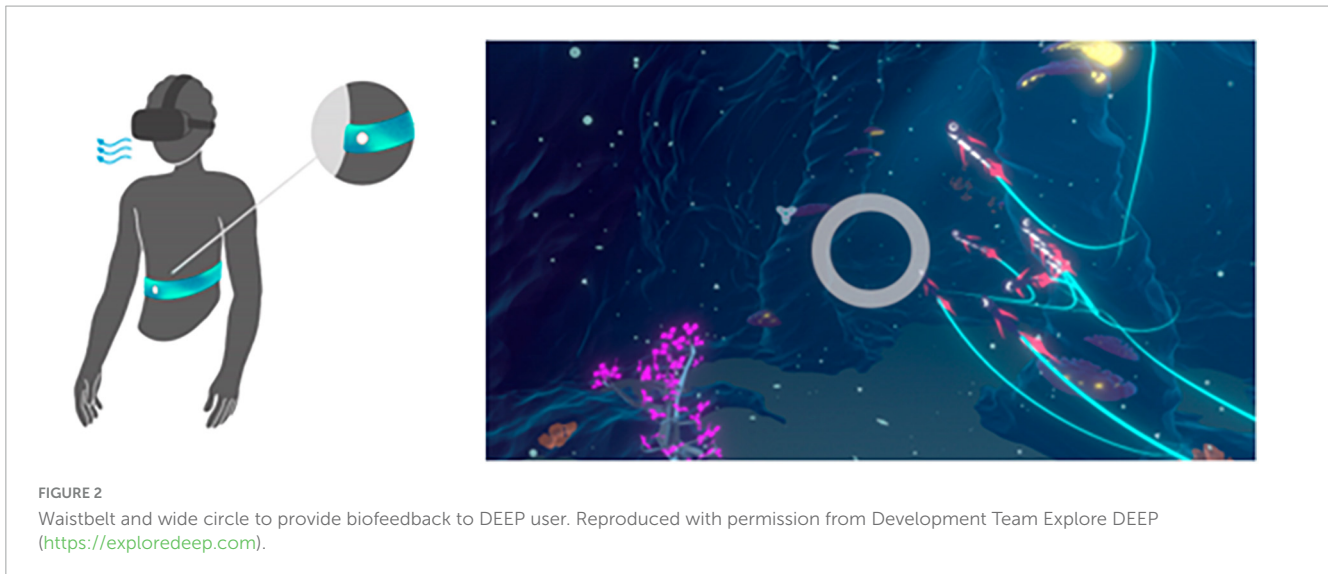 FIGURE 2
Waistbelt and wide circle to provide biofeedback to DEEP user. Reproduced with permission from Development Team Explore DEEP
(https://exploredeep.com).